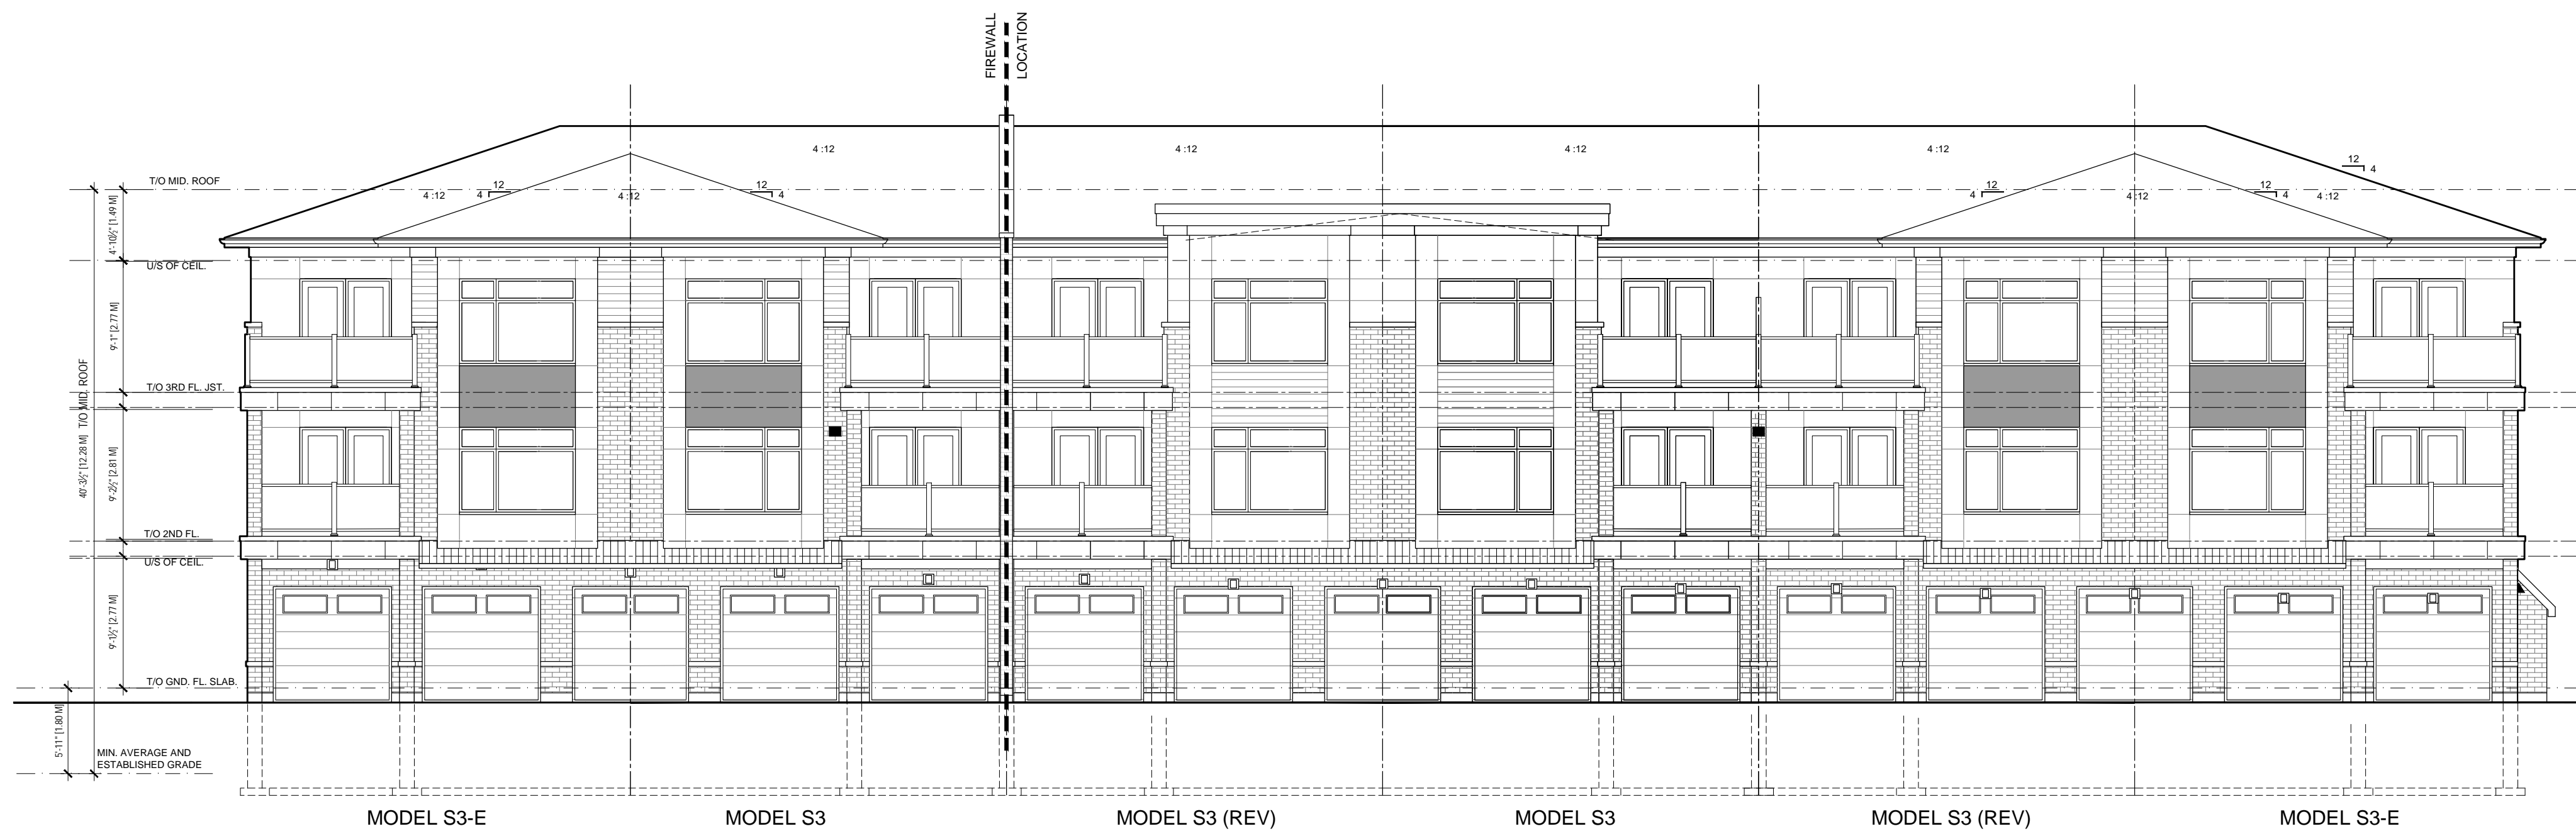 FIREWALL
LOCATION
4 :12
4 :12
4 :12
4 :12
12
4
T/O MID. ROOF
4 :12
12
4
4 :12
12
4
12
4
4 :12
12
4
4 :12
4'-10½" [1.49 M]
U/S OF CEIL.
9'-1" [2.77 M]
T/O 3RD FL. JST.
40'-3½" [12.28 M] T/O MID. ROOF
9'-2½" [2.81 M]
T/O 2ND FL.
U/S OF CEIL.
9'-1½" [2.77 M]
T/O GND. FL. SLAB.
5'-11" [1.80 M]
MIN. AVERAGE AND
ESTABLISHED GRADE
MODEL S3-E
MODEL S3
MODEL S3 (REV)
MODEL S3
MODEL S3 (REV)
MODEL S3-E